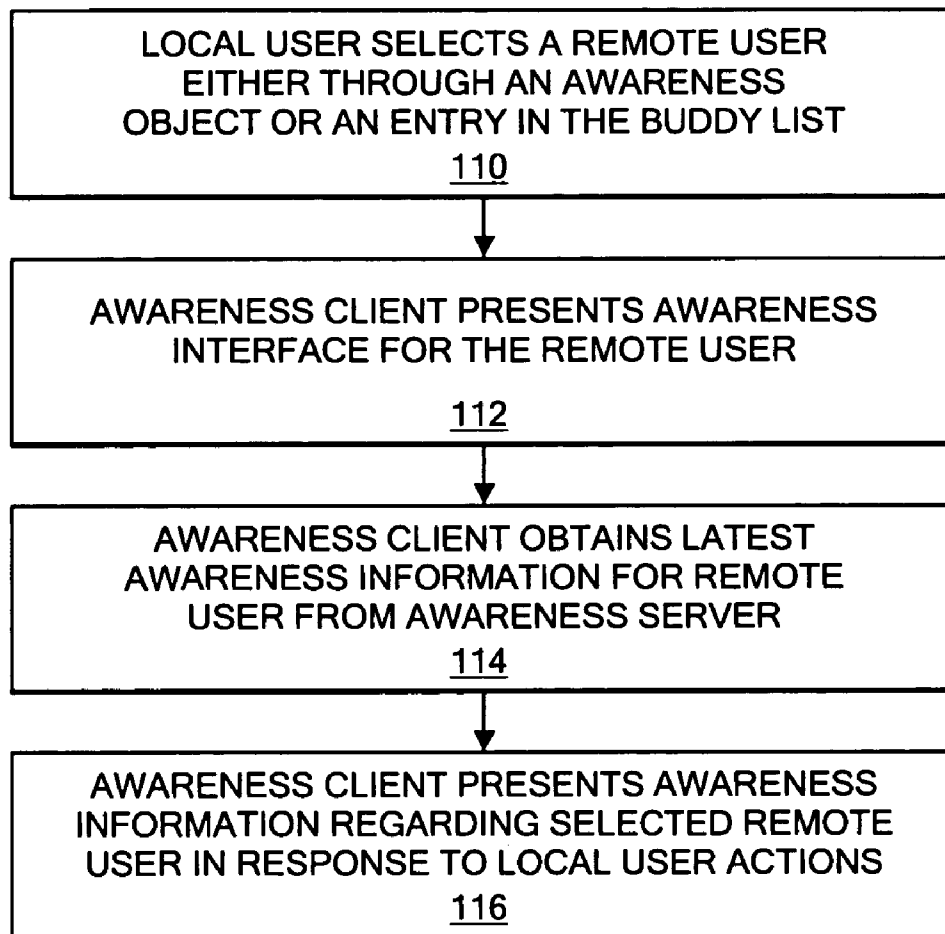 LOCAL USER SELECTS A REMOTE USER
EITHER THROUGH AN AWARENESS
OBJECT OR AN ENTRY IN THE BUDDY LIST
110
AWARENESS CLIENT PRESENTS AWARENESS
INTERFACE FOR THE REMOTE USER
112
AWARENESS CLIENT OBTAINS LATEST
AWARENESS INFORMATION FOR REMOTE
USER FROM AWARENESS SERVER
114
AWARENESS CLIENT PRESENTS AWARENESS
INFORMATION REGARDING SELECTED REMOTE
USER IN RESPONSE TO LOCAL USER ACTIONS
116